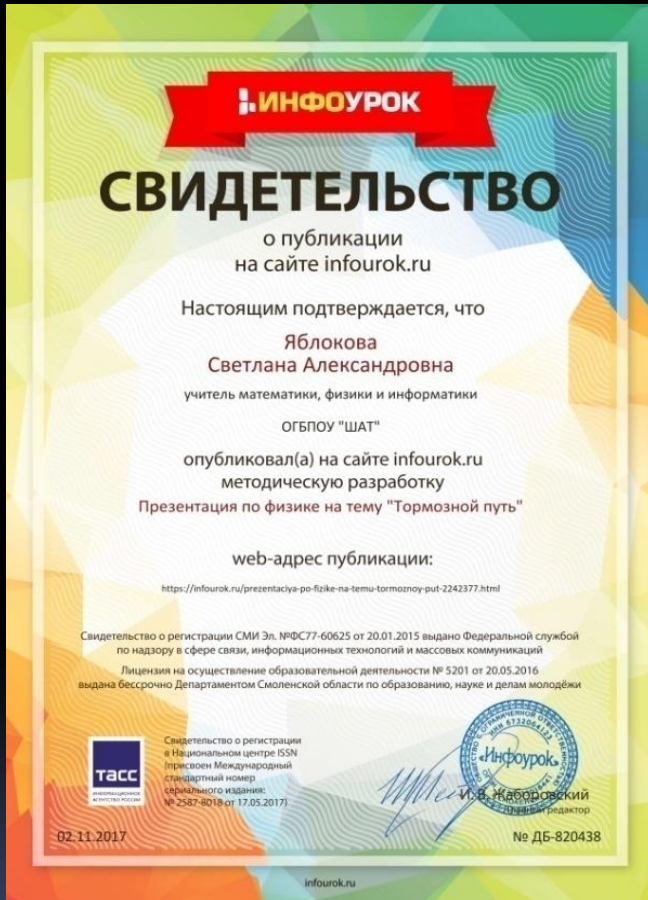 ИНФОУРОК
СВИДЕТЕЛЬСТВО
о публикации
на сайте infourok.ru
Настоящим подтверждается, что
Яблокова
Светлана Александровна
учитель математики, физики и информатики
ОГБПОУ "ШАТ"
опубликовал(а) на сайте infourok.ru
методическую разработку
Презентация по физике на тему "Тормозной путь"
web-адрес публикации:
https://infourok.ru/prezentaciya-po-fizike-na-temu-tormoznoy-put-2242377.html
Свидетельство о регистрации СМИ Эл. №ФС77-60625 от 20.01.2015 выдано Федеральной службой
по надзору в сфере связи, информационных технологий и массовых коммуникаций
Лицензия на осуществление образовательной деятельности № 5201 от 20.05.2016
выдана бессрочно Департаментом Смоленской области по образованию, науке и делам молодёжи
ТАСС
ИНФОРМАЦИОННОЕ
АГЕНТСТВО РОССИИ
Свидетельство о регистрации
в Национальном центре ISSN
(присвоен Международный
стандартный номер
сериального издания:
№ 2587-8018 от 17.05.2017)
«Инфоурок»
И. В. Жаборовский
редактор
02.11.2017
№ ДБ-820438
infourok.ru